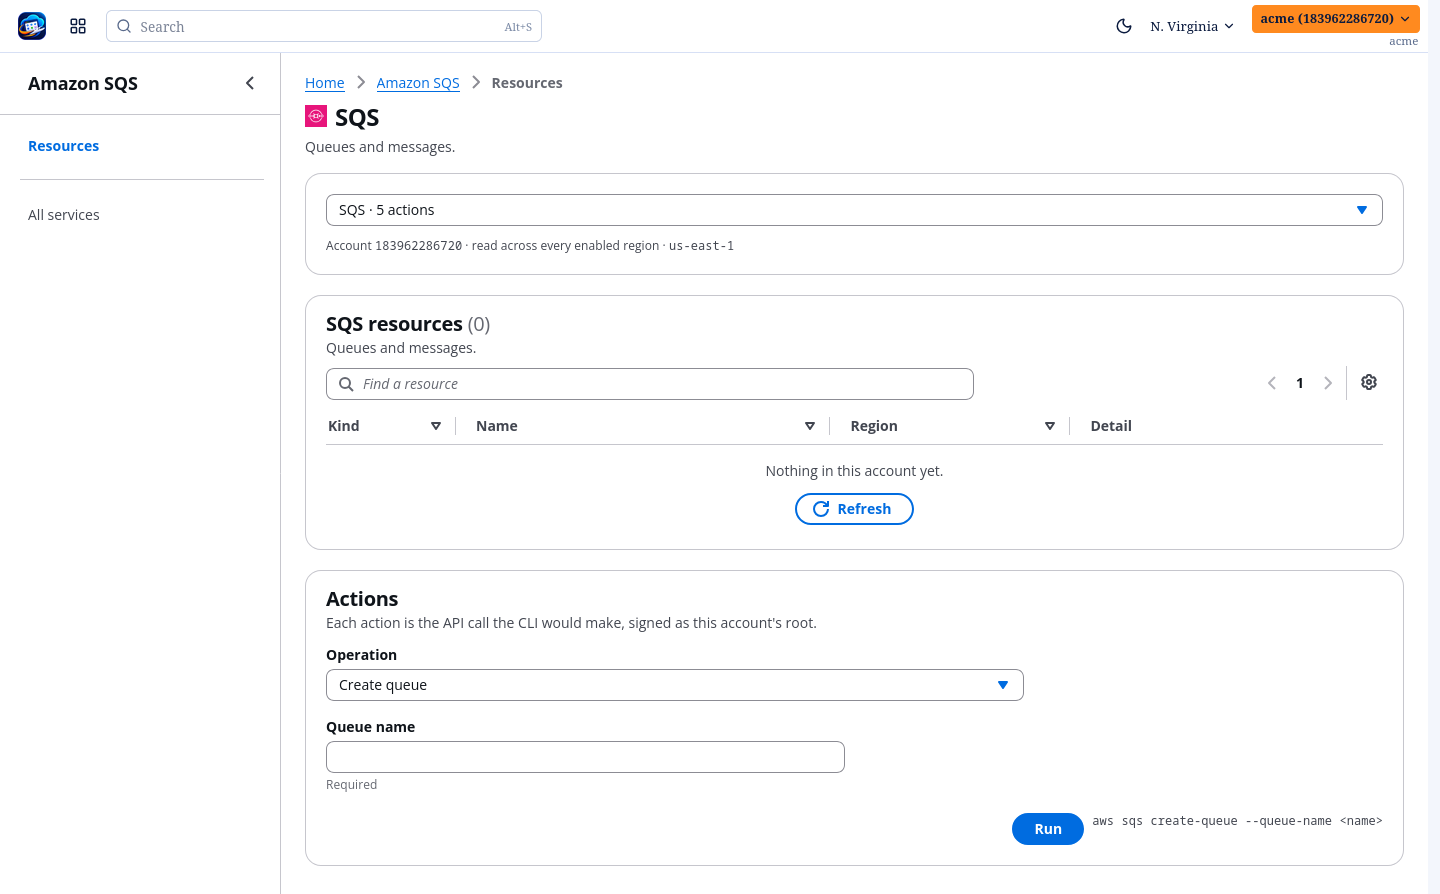 Search
Alt+S
N. Virginia
acme (183962286720)
acme
Amazon SQS
Resources
All services
Home
Amazon SQS
Resources
SQS
Queues and messages.
SQS · 5 actions
Account 183962286720 · read across every enabled region · us-east-1
SQS resources (0)
Queues and messages.
Find a resource
1
Kind
Name
Region
Detail
Nothing in this account yet.
Refresh
Actions
Each action is the API call the CLI would make, signed as this account's root.
Operation
Create queue
Queue name
Required
Run
aws sqs create-queue --queue-name <name>